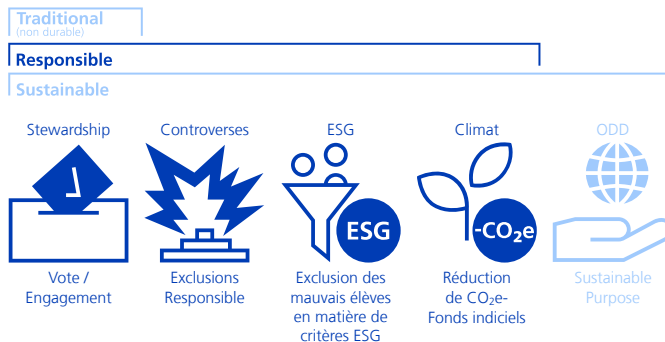 Traditional
(non durable)
Responsible
Sustainable
Stewardship
Controverses
ESG
Climat
ODD
ESG
-CO₂e
Vote /
Engagement
Exclusions
Responsible
Exclusion des
mauvais élèves
en matière de
critères ESG
Réduction
de CO₂e-
Fonds indiciels
Sustainable
Purpose